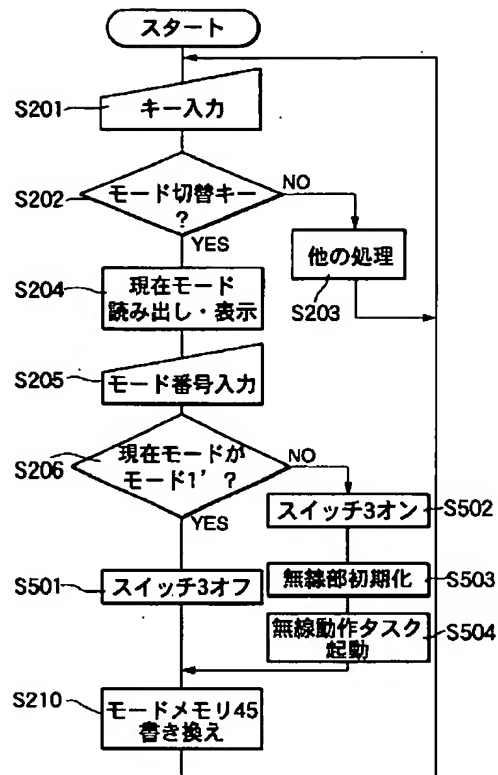 スタート
S201
キー入力
S202
モード切替キー
?
NO
YES
他の処理
S203
S204
現在モード
読み出し・表示
S205
モード番号入力
S206
現在モードが
モード1' ?
NO
YES
スイッチ3オン
S502
S501
スイッチ3オフ
無線部初期化
S503
無線動作タスク
起動
S504
S210
モードメモリ45
書き換え